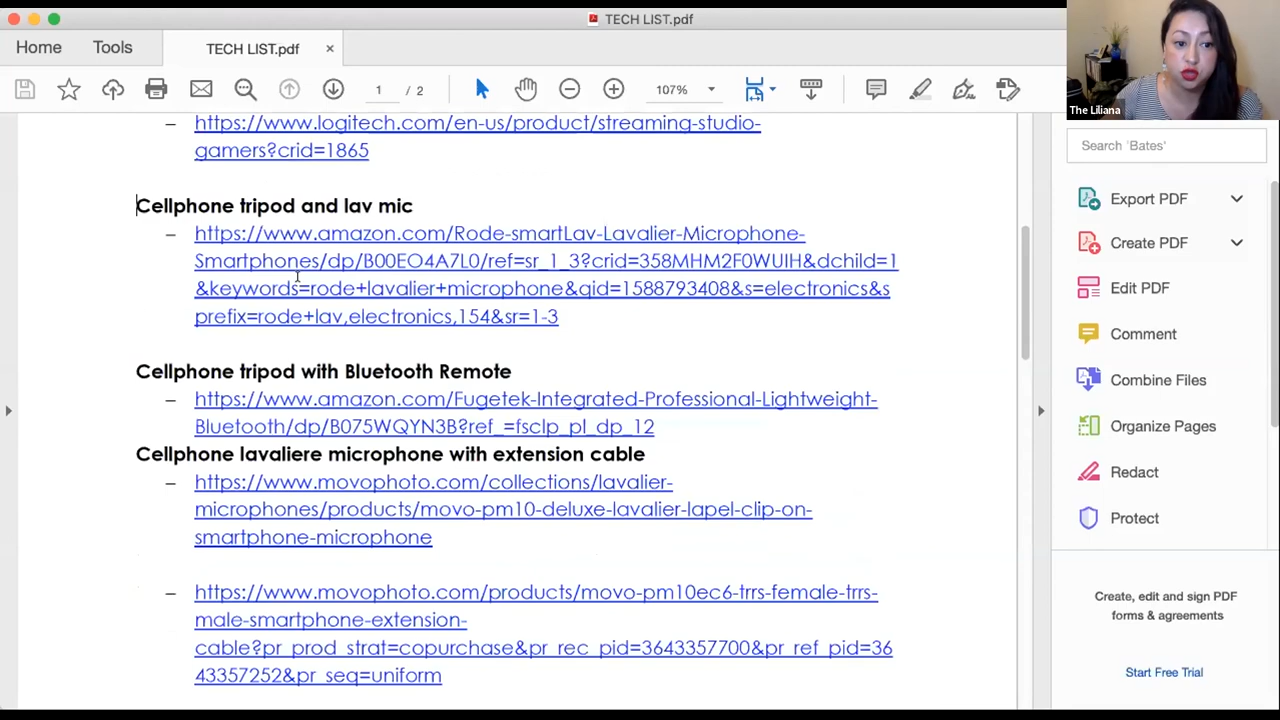 TECH LIST.pdf
Home
Tools
TECH LIST.pdf
×
1 / 2
107%
The Liliana
Search 'Bates'
https://www.logitech.com/en-us/product/streaming-studio-
gamers?crid=1865
Cellphone tripod and lav mic
– https://www.amazon.com/Rode-smartLav-Lavalier-Microphone-
Smartphones/dp/B00EO4A7L0/ref=sr_1_3?crid=358MHM2F0WUIH&dchild=1
&keywords=rode+lavalier+microphone&qid=1588793408&s=electronics&s
prefix=rode+lav,electronics,154&sr=1-3
Cellphone tripod with Bluetooth Remote
– https://www.amazon.com/Fugetek-Integrated-Professional-Lightweight-
Bluetooth/dp/B075WQYN3B?ref_=fsclp_pl_dp_12
Cellphone lavaliere microphone with extension cable
– https://www.movophoto.com/collections/lavalier-
microphones/products/movo-pm10-deluxe-lavalier-lapel-clip-on-
smartphone-microphone
– https://www.movophoto.com/products/movo-pm10ec6-trrs-female-trrs-
male-smartphone-extension-
cable?pr_prod_strat=copurchase&pr_rec_pid=3643357700&pr_ref_pid=36
43357252&pr_seq=uniform
Export PDF
Create PDF
Edit PDF
Comment
Combine Files
Organize Pages
Redact
Protect
Create, edit and sign PDF
forms & agreements
Start Free Trial